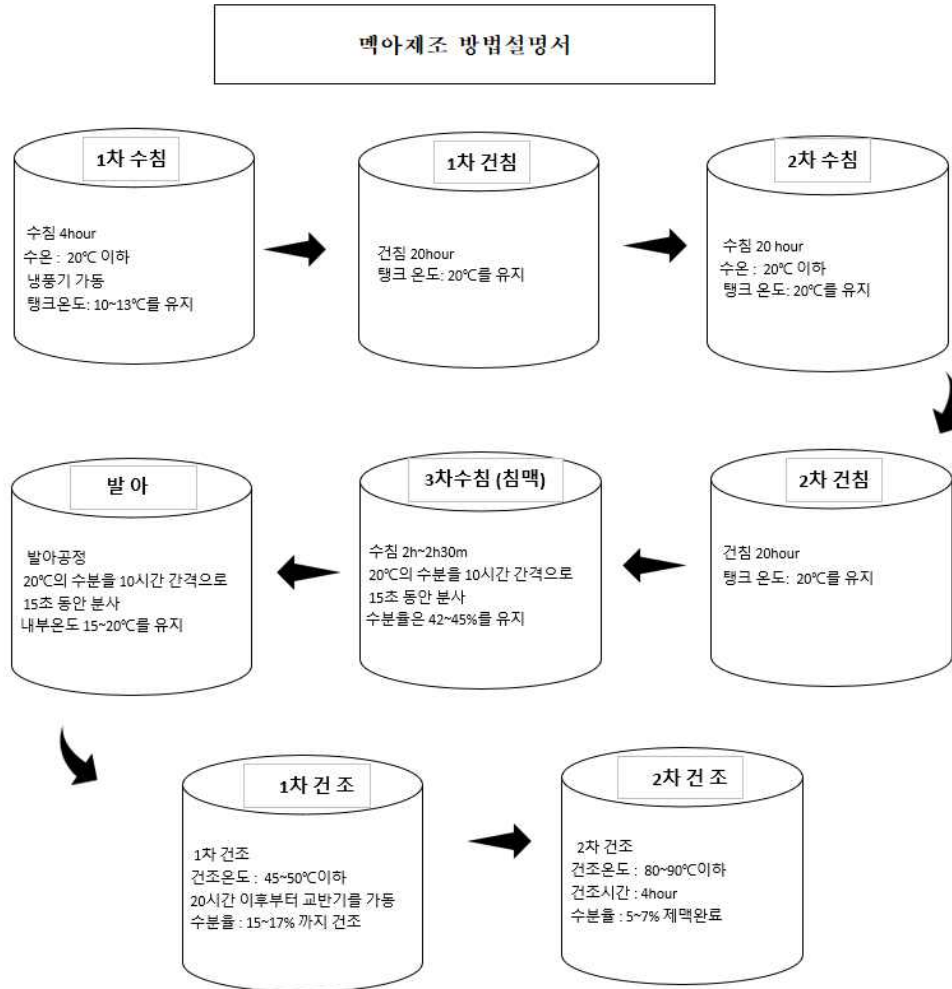 멕아제조 방법설명서
1차 수침
수침 4hour
수온 : 20℃ 이하
냉풍기 가동
탱크온도: 10~13℃를 유지
1차 건침
건침 20hour
탱크 온도: 20℃를 유지
2차 수침
수침 20 hour
수온 : 20℃ 이하
탱크 온도: 20℃를 유지
2차 건침
건침 20hour
탱크 온도: 20℃를 유지
3차수침 (침맥)
수침 2h~2h30m
20℃의 수분을 10시간 간격으로
15초 동안 분사
수분율은 42~45%를 유지
발 아
발아공정
20℃의 수분을 10시간 간격으로
15초 동안 분사
내부온도 15~20℃를 유지
1차 건 조
1차 건조
건조온도 : 45~50℃이하
20시간 이후부터 교반기를 가동
수분율 : 15~17% 까지 건조
2차 건 조
2차 건조
건조온도 : 80~90℃이하
건조시간 : 4hour
수분율 : 5~7% 제맥완료